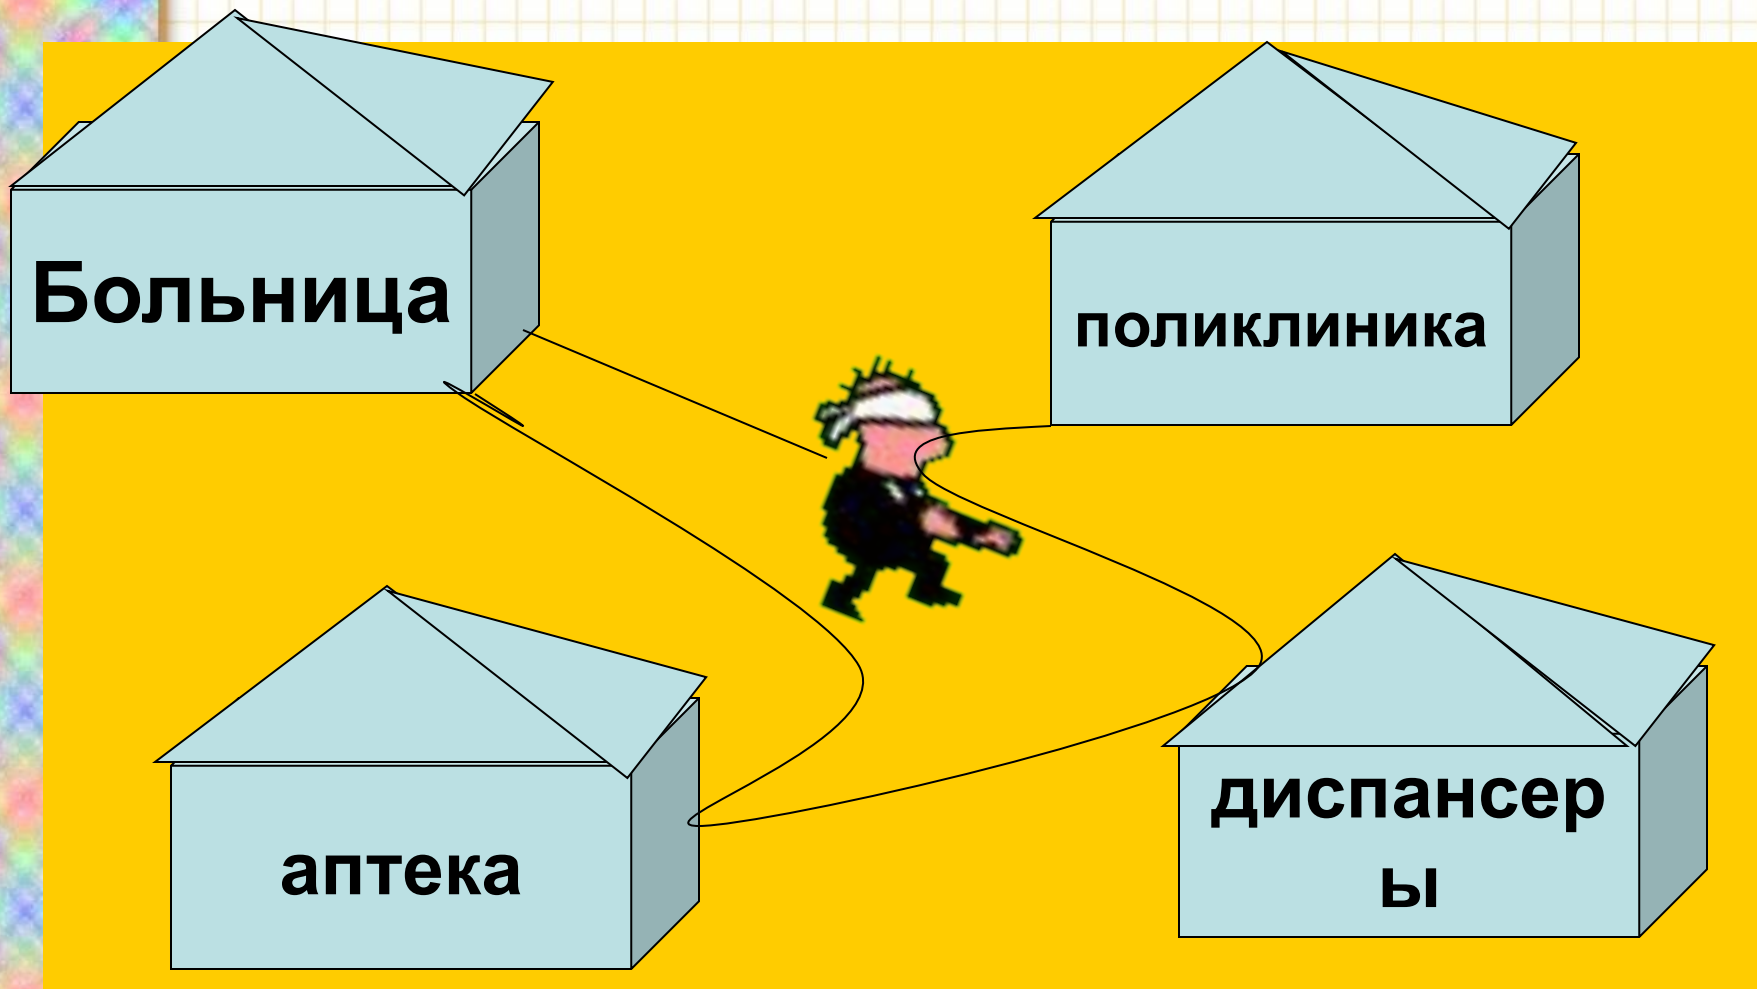 Больница
поликлиника
аптека
диспансер
ы